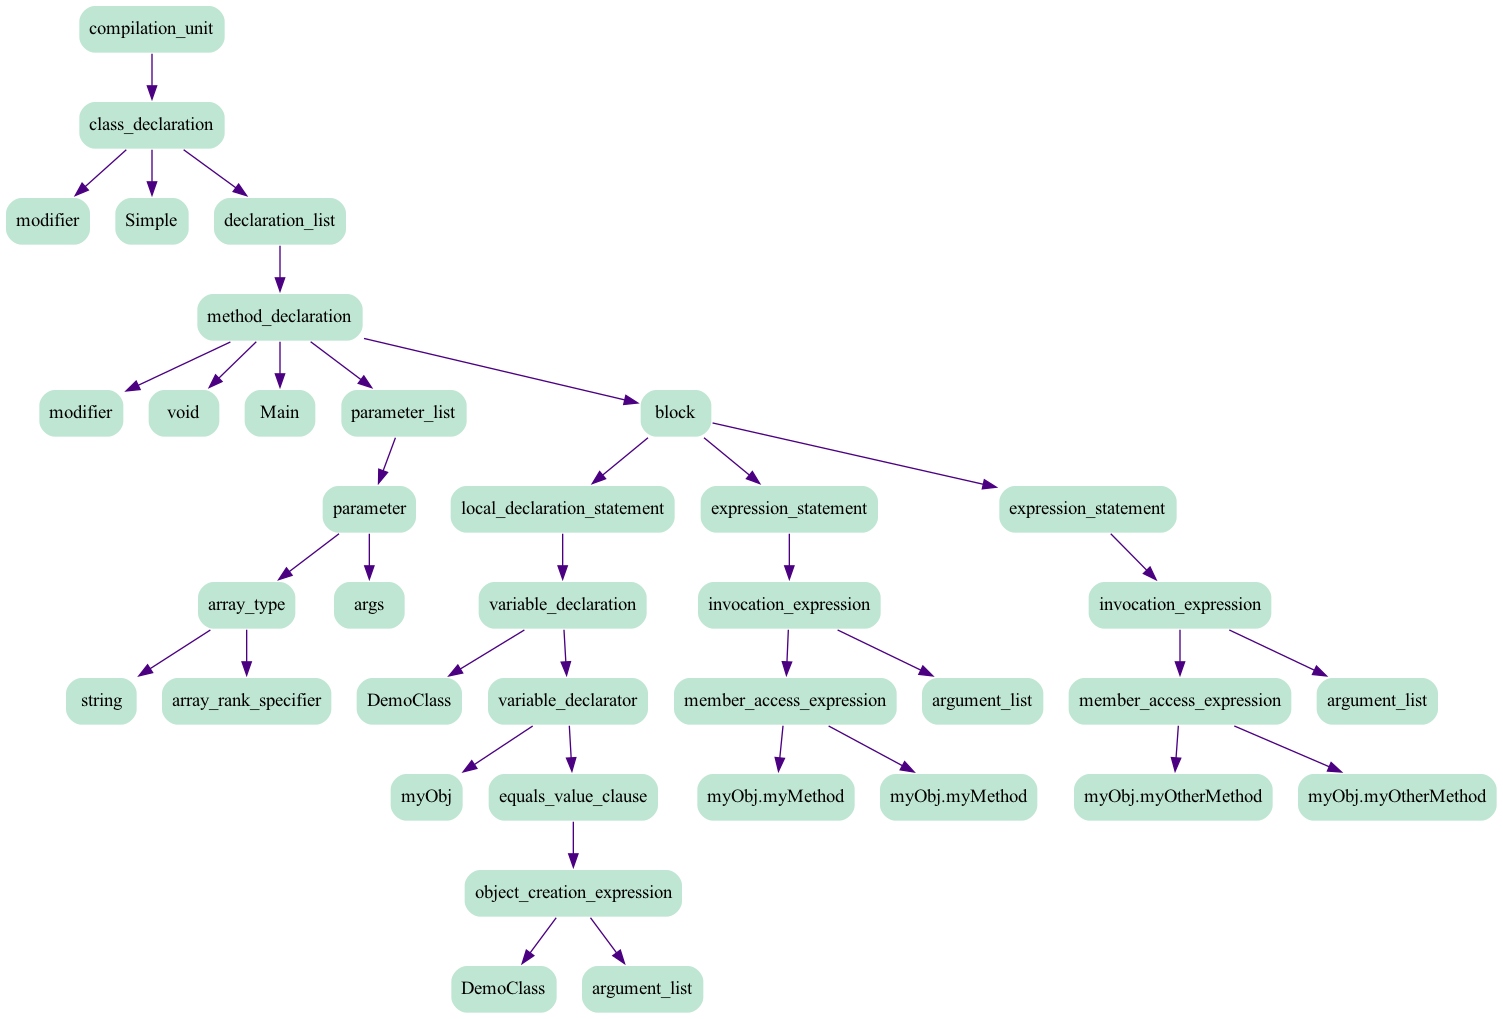 compilation_unit
class_declaration
modifier
Simple
declaration_list
method_declaration
modifier
void
Main
parameter_list
block
parameter
local_declaration_statement
expression_statement
expression_statement
array_type
args
variable_declaration
invocation_expression
invocation_expression
string
array_rank_specifier
DemoClass
variable_declarator
member_access_expression
argument_list
member_access_expression
argument_list
myObj
equals_value_clause
myObj.myMethod
myObj.myMethod
myObj.myOtherMethod
myObj.myOtherMethod
object_creation_expression
DemoClass
argument_list